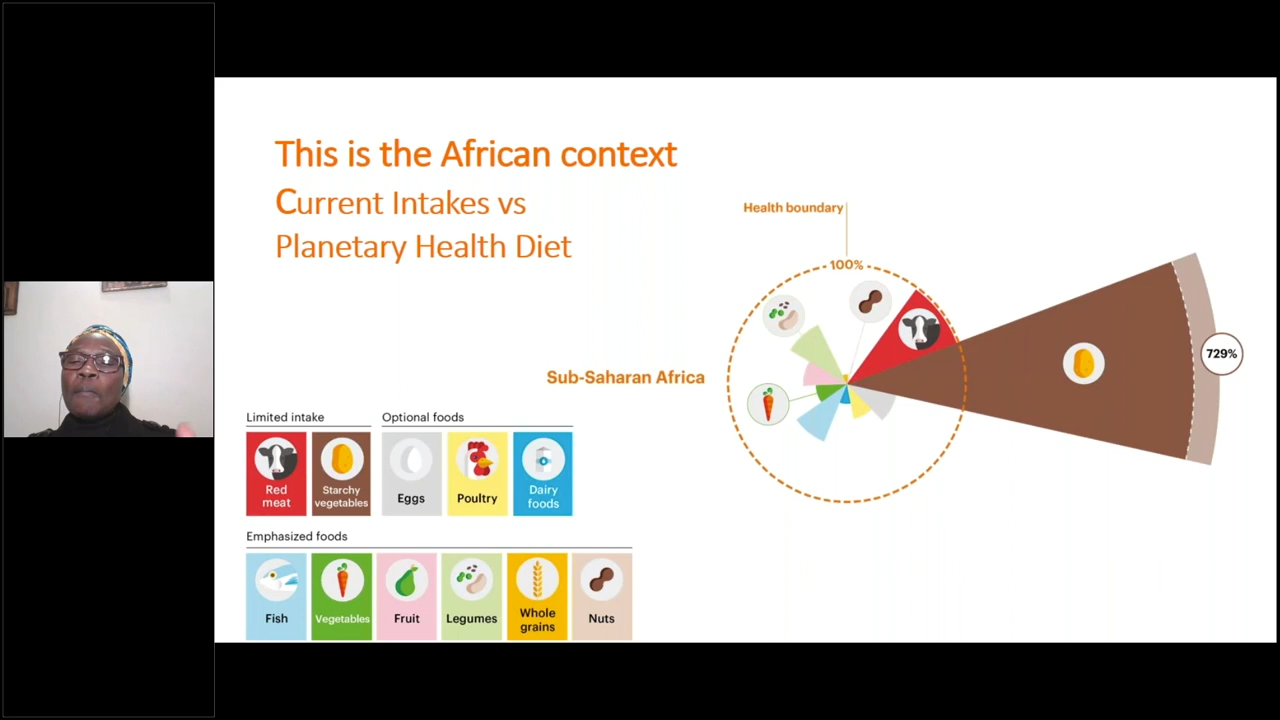 This is the African context
Current Intakes vs
Planetary Health Diet
Health boundary
100%
729%
Sub-Saharan Africa
Limited intake
Optional foods
Red
meat
Starchy
vegetables
Eggs
Poultry
Dairy
foods
Emphasized foods
Fish
Vegetables
Fruit
Legumes
Whole
grains
Nuts